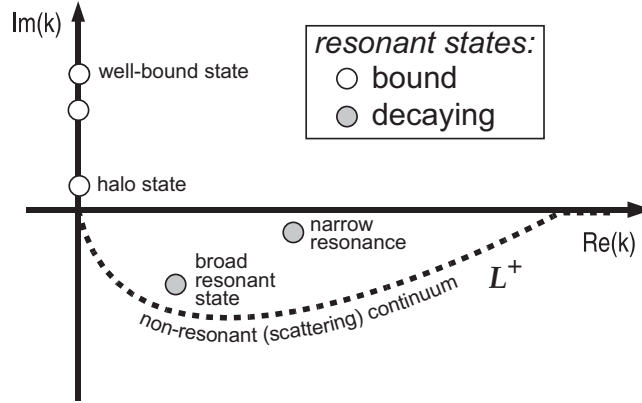 Im(k)
well-bound state
halo state
resonant states:
bound
decaying
narrow
resonance
Re(k)
broad
resonant
state
L+
non-resonant (scattering) continuum